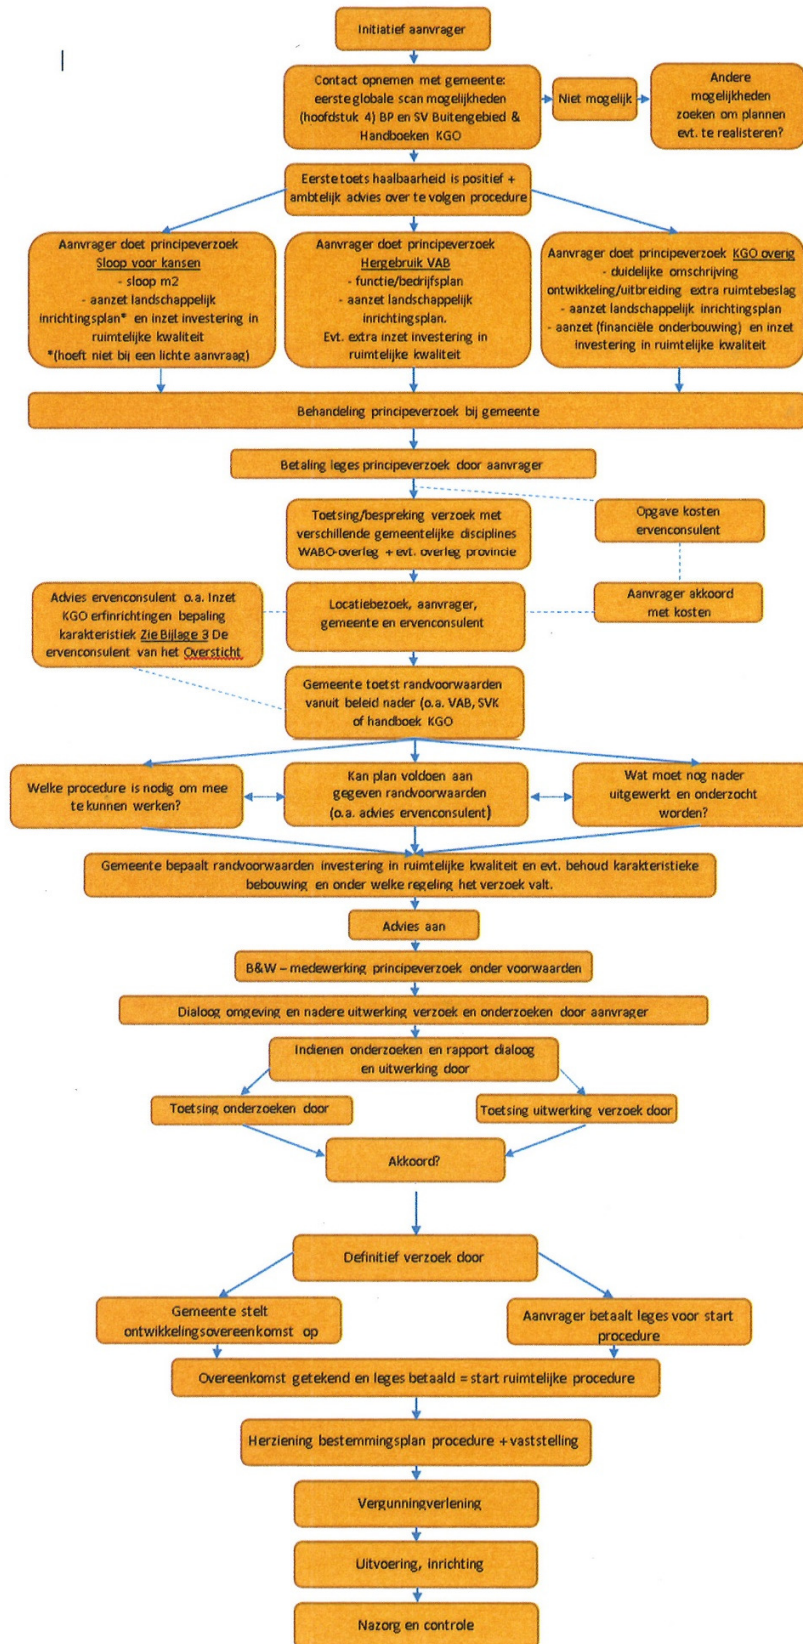 Initiatief aanvrager
Contact opnemen met gemeente:
eerste globale scan mogelijkheden
(hoofdstuk 4) BP en SV Buitengebied &
Handboeken KGO
Niet mogelijk
Andere
mogelijkheden
zoeken om plannen
evt. te realisteren?
Eerste toets haalbaarheid is positief +
ambtelijk advies over te volgen procedure
Aanvrager doet principeverzoek
Sloop voor kansen
- sloop m2
- aanzet landschappelijk
inrichtingsplan* en inzet investering in
ruimtelijke kwaliteit
*(hoeft niet bij een lichte aanvraag)
Aanvrager doet principeverzoek
Hergebruik VAB
- functie/bedrijfsplan
- aanzet landschappelijk
inrichtingsplan.
Evt. extra inzet investering in
ruimtelijke kwaliteit
Aanvrager doet principeverzoek KGO overig
- duidelijke omschrijving
ontwikkeling/uitbreiding extra ruimtebeslag
- aanzet landschappelijk inrichtingsplan
- aanzet (financiële onderbouwing) en inzet
investering in ruimtelijke kwaliteit
Behandeling principeverzoek bij gemeente
Betaling leges principeverzoek door aanvrager
Toetsing/bespreking verzoek met
verschillende gemeentelijke disciplines
WABO-overleg + evt. overleg provincie
Opgave kosten
ervenconsulent
Advies ervenconsulent o.a. Inzet
KGO erfinrichtingen bepaling
karakteristiek Zie Bijlage 3 De
ervenconsulent van het Oversticht
Locatiebezoek, aanvrager,
gemeente en ervenconsulent
Aanvrager akkoord
met kosten
Gemeente toetst randvoorwaarden
vanuit beleid nader (o.a. VAB, SVK
of handboek KGO
Welke procedure is nodig om mee
te kunnen werken?
Kan plan voldoen aan
gegeven randvoorwaarden
(o.a. advies ervenconsulent)
Wat moet nog nader
uitgewerkt en onderzocht
worden?
Gemeente bepaalt randvoorwaarden investering in ruimtelijke kwaliteit en evt. behoud karakteristieke
bebouwing en onder welke regeling het verzoek valt.
Advies aan
B&W – medewerking principeverzoek onder voorwaarden
Dialoog omgeving en nadere uitwerking verzoek en onderzoeken door aanvrager
Indienen onderzoeken en rapport dialoog
en uitwerking door
Toetsing onderzoeken door
Toetsing uitwerking verzoek door
Akkoord?
Definitief verzoek door
Gemeente stelt
ontwikkelingsovereenkomst op
Aanvrager betaalt leges voor start
procedure
Overeenkomst getekend en leges betaald = start ruimtelijke procedure
Herziening bestemmingsplan procedure + vaststelling
Vergunningverlening
Uitvoering, inrichting
Nazorg en controle